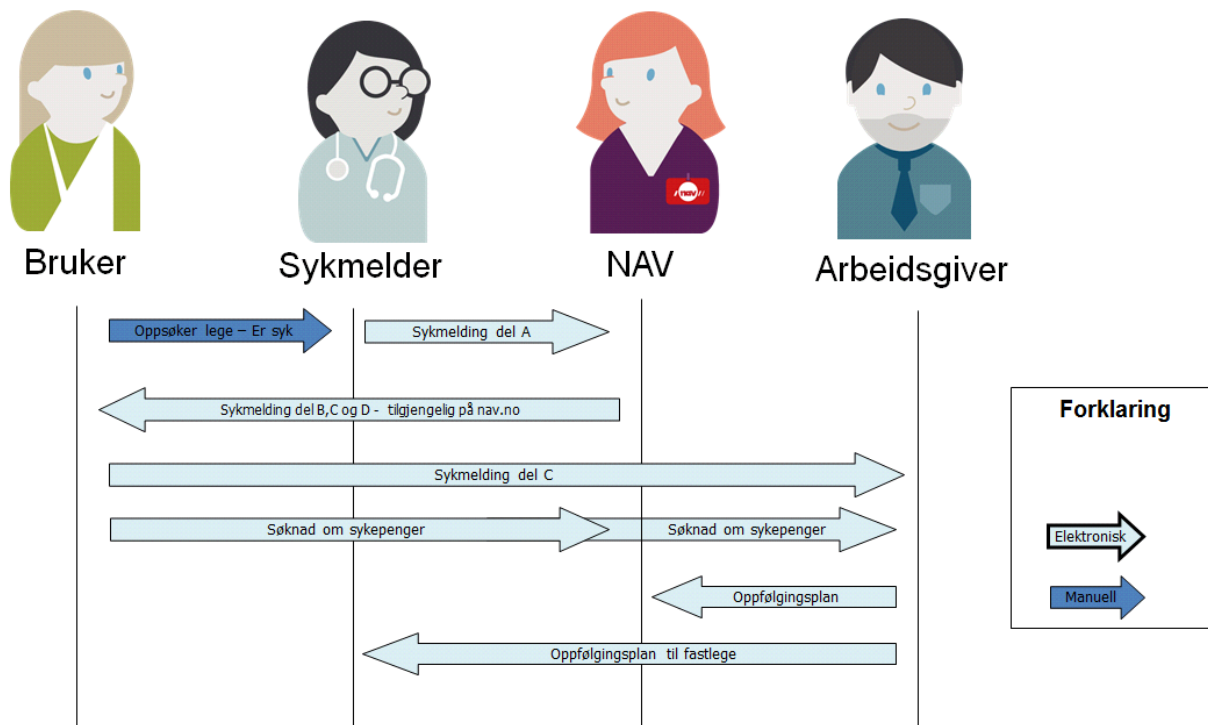 NAV
Bruker
Sykmelder
NAV
Arbeidsgiver
Oppsøker lege – Er syk
Sykmelding del A
Sykmelding del B,C og D - tilgjengelig på nav.no
Sykmelding del C
Søknad om sykepenger
Søknad om sykepenger
Oppfølgingsplan
Oppfølgingsplan til fastlege
Forklaring
Elektronisk
Manuell